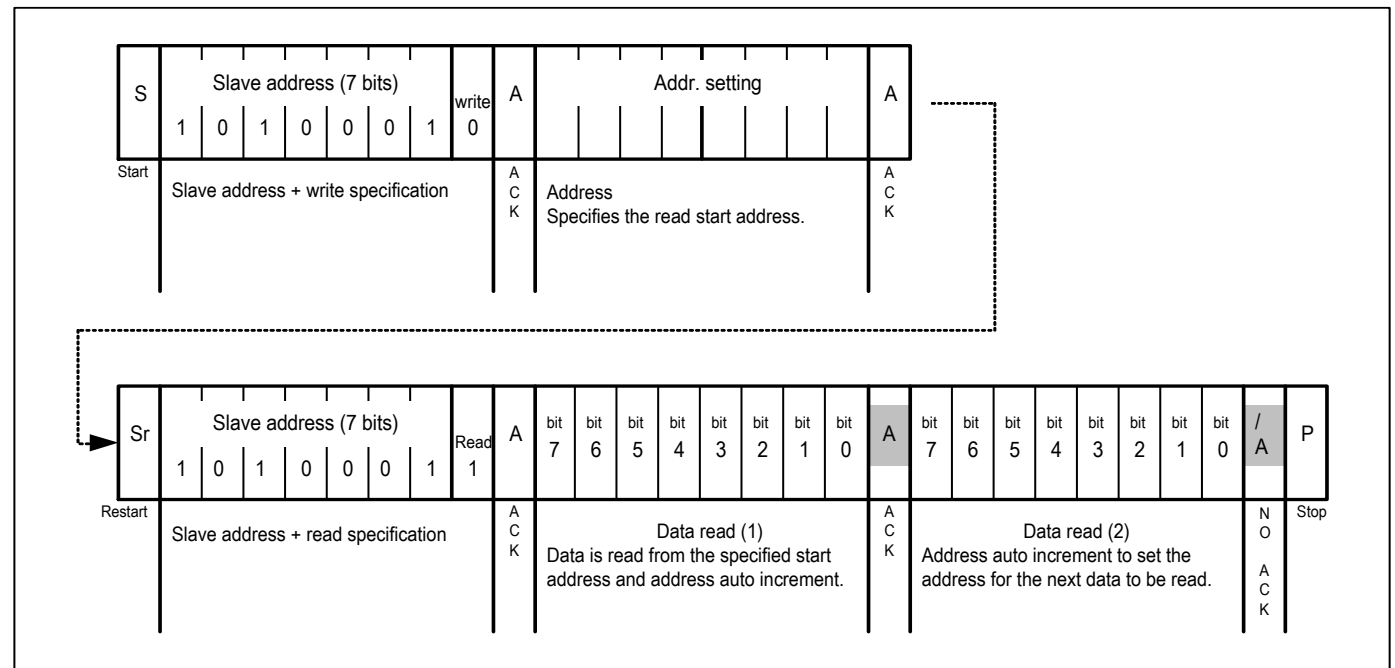 S
Slave address (7 bits)
write
A
Addr. setting
A
1 0 1 0 0 0 1 0
Start
Slave address + write specification
A
C
K
Address
Specifies the read start address.
A
C
K
Sr
Slave address (7 bits)
Read
A
bit bit bit bit bit bit bit bit
7 6 5 4 3 2 1 0
A
bit bit bit bit bit bit bit bit
7 6 5 4 3 2 1 0
/
A
P
1 0 1 0 0 0 1 1
Restart
Slave address + read specification
A
C
K
Data read (1)
Data is read from the specified start
address and address auto increment.
A
C
K
Data read (2)
Address auto increment to set the
address for the next data to be read.
N
O
A
C
K
Stop